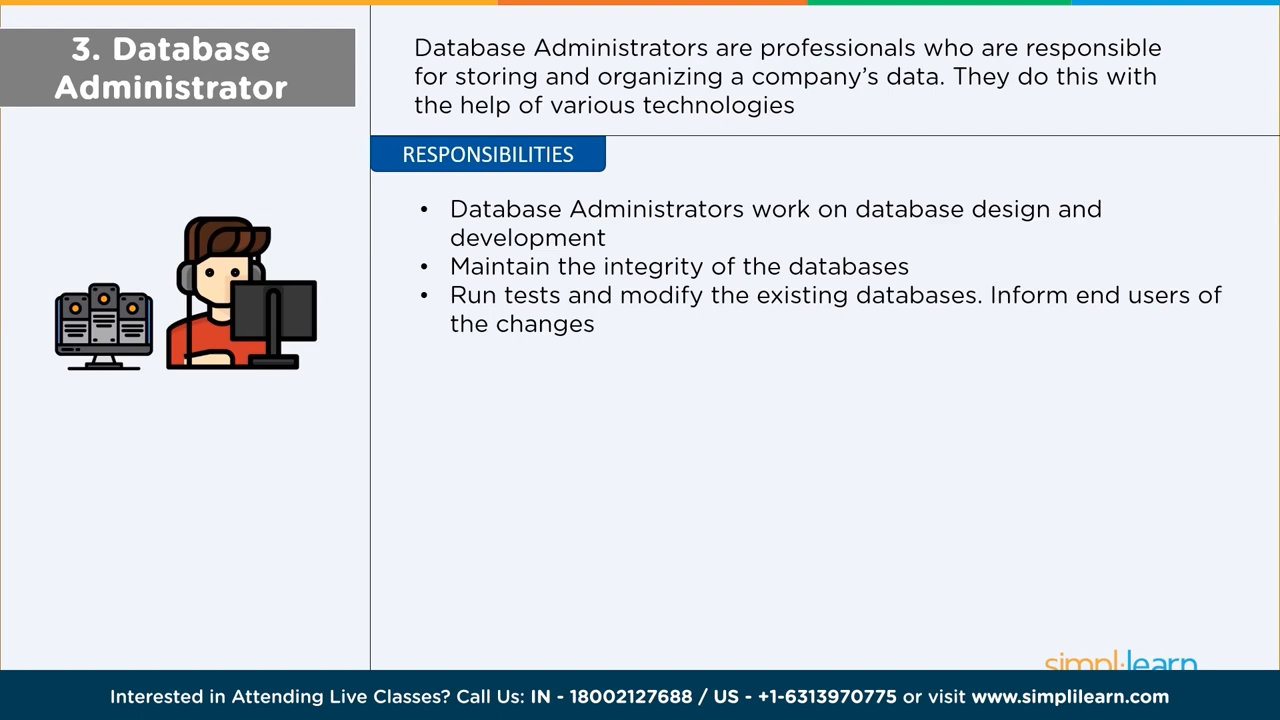 3. Database
Administrator
Database Administrators are professionals who are responsible
for storing and organizing a company’s data. They do this with
the help of various technologies
RESPONSIBILITIES
• Database Administrators work on database design and
development
• Maintain the integrity of the databases
• Run tests and modify the existing databases. Inform end users of
the changes
simpl·learn
Interested in Attending Live Classes? Call Us: IN - 18002127688 / US - +1-6313970775 or visit www.simplilearn.com